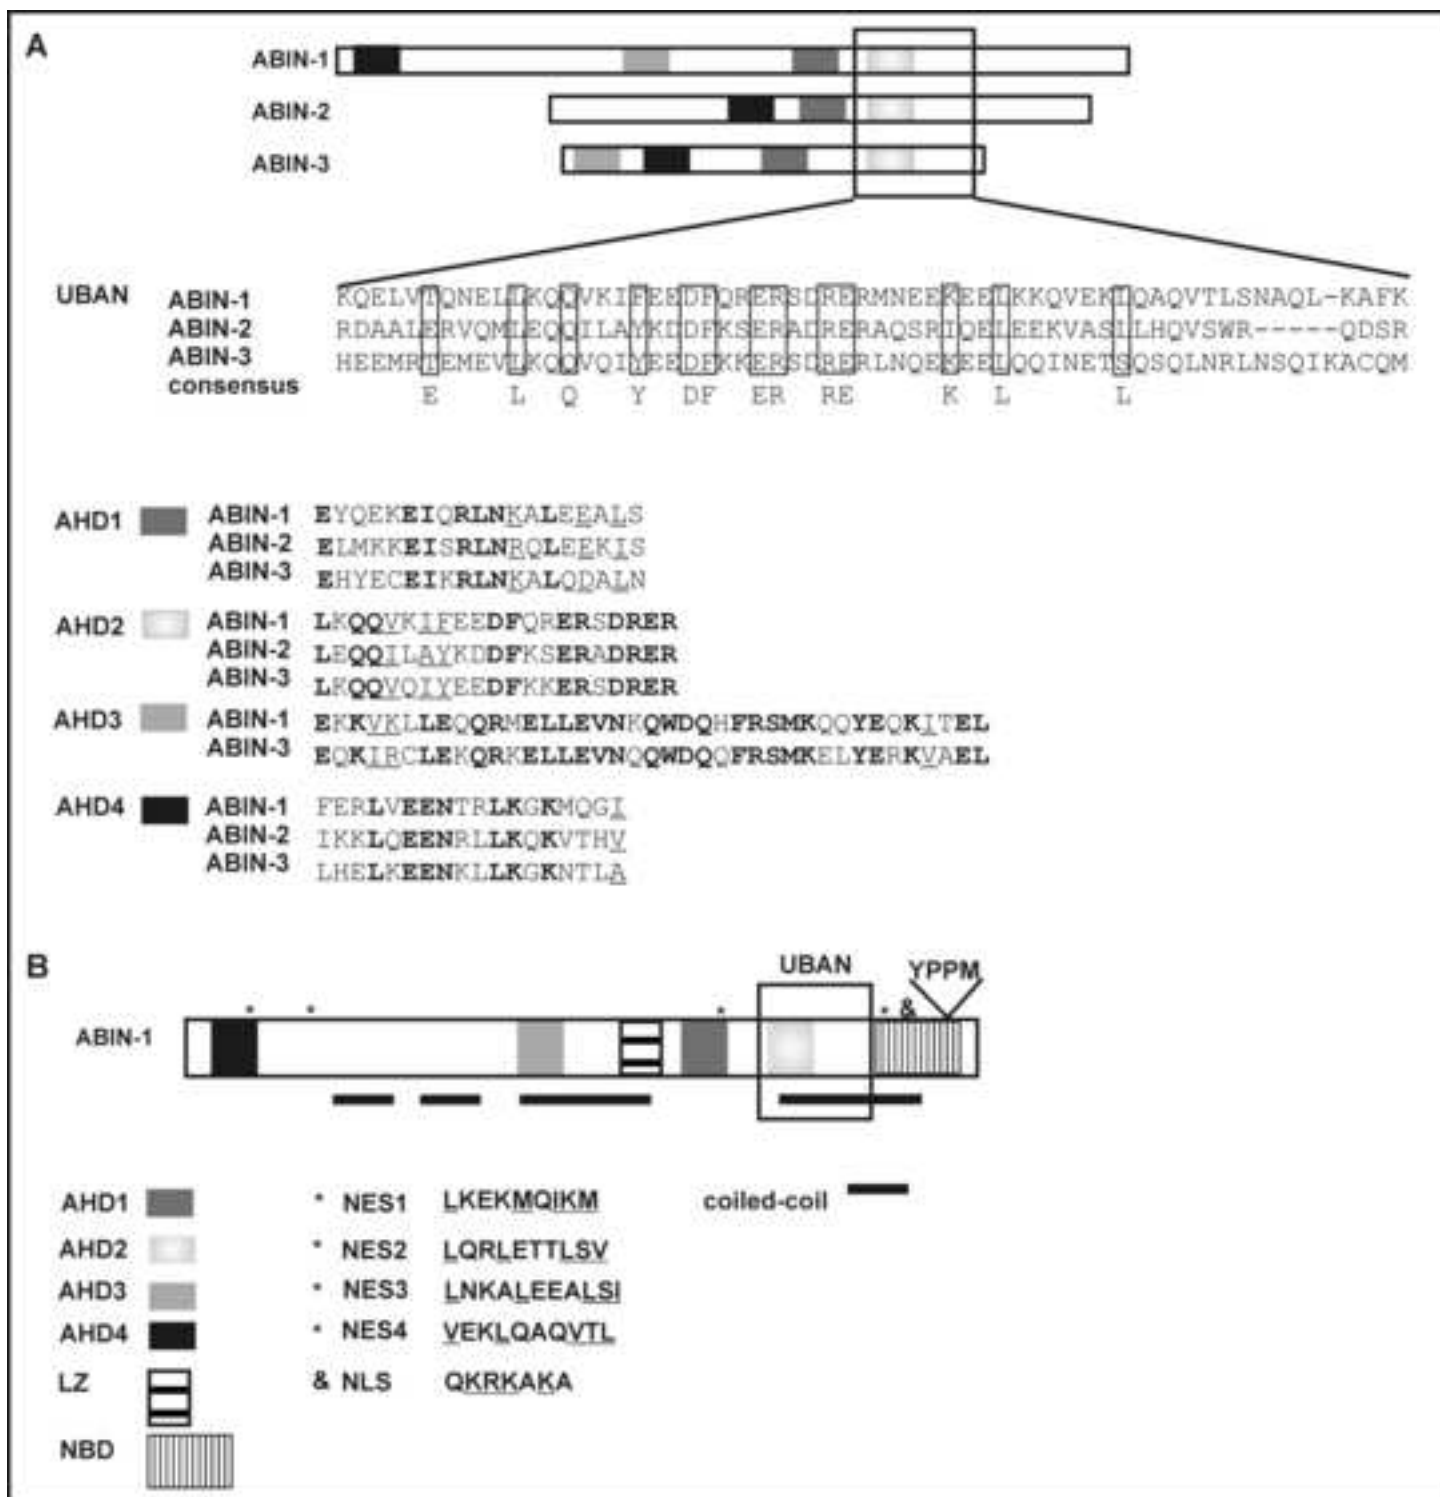 A
ABIN-1
ABIN-2
ABIN-3
UBAN
ABIN-1 KQELVTQNELLKQQVKIFEEDFQRERSDRERMNEEKEELKKQVEKLQAQVTLSNAQL-KAFK
ABIN-2 RDAALERVQMLEQQILAYKDDFKSERADRERAQSRIQELEEKVASLLHQVSWR-----QDSR
ABIN-3 HEEMRTEMEVLKQQVQIYEEDFKKERSDRERLNQEKEELQQINETSQSQLNRLNSQIKACQM
consensus E L Q Y DF ER RE K L L
AHD1
ABIN-1 EYQEKEIQRLNKALEEALS
ABIN-2 ELMKKEISRLNRQLEEKIS
ABIN-3 EHYECEIKRLNKALQDALN
AHD2
ABIN-1 LKQQVKIFEEDFQRERSDRER
ABIN-2 LEQQILAYKDDFKSERADRER
ABIN-3 LKQQVQIYEEDFKKERSDRER
AHD3
ABIN-1 EKKVKLLEQQRMELLEVNKQWDQHFRSMKQQYEQKITEL
ABIN-3 EQKIRCLEKQRKELLEVNQQWDQQFRSMKELYERKVAEL
AHD4
ABIN-1 FERLVEENTRLKGKMQGI
ABIN-2 IKKLQEENRLLKQKVTHV
ABIN-3 LHELKEENKLLKGKNTLA
B
UBAN
YPPM
* * * * &
ABIN-1
AHD1
* NES1 LKEKMQIKM
coiled-coil
AHD2
* NES2 LQRLETTLSV
AHD3
* NES3 LNKALEEALSI
AHD4
* NES4 VEKLQAQVTL
LZ
& NLS QKRKAKA
NBD